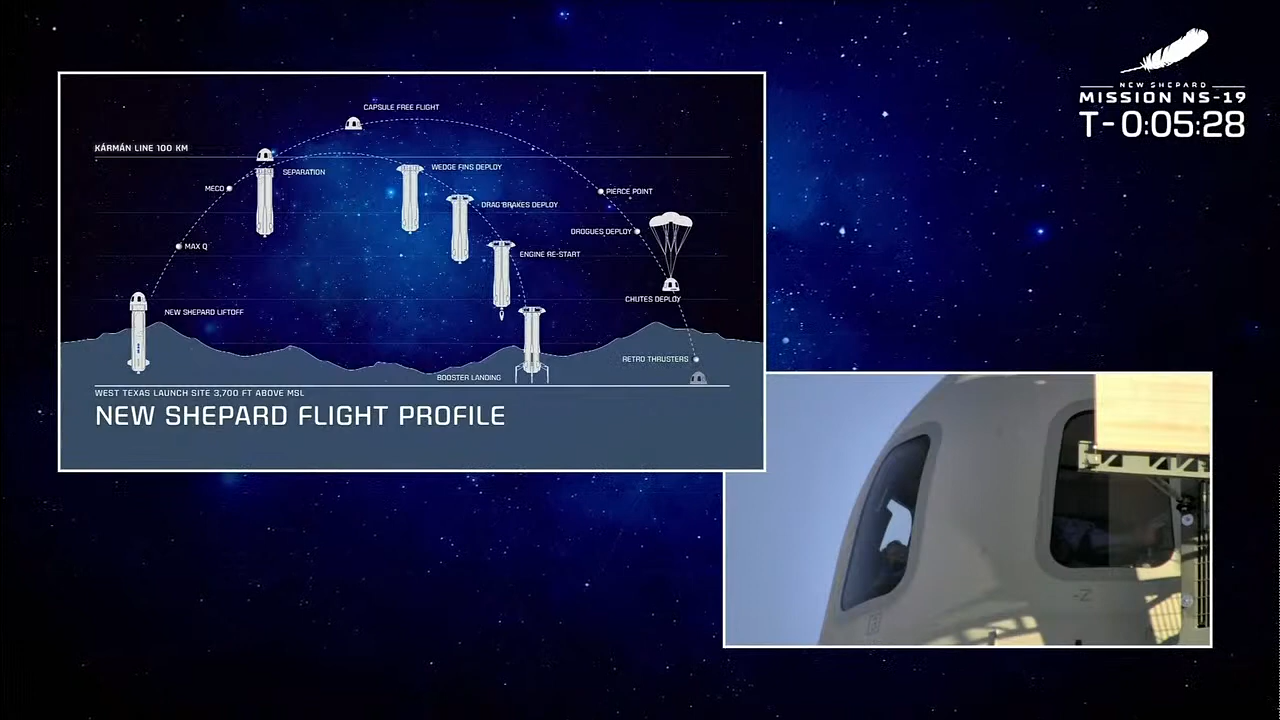 NEW SHEPARD
MISSION NS-19
T- 0:05:28
CAPSULE FREE FLIGHT
KÁRMÁN LINE 100 KM
SEPARATION
WEDGE FINS DEPLOY
MECO
PIERCE POINT
DRAG BRAKES DEPLOY
DROGUES DEPLOY
MAX Q
ENGINE RE-START
CHUTES DEPLOY
NEW SHEPARD LIFTOFF
RETRO THRUSTERS
BOOSTER LANDING
WEST TEXAS LAUNCH SITE 3,700 FT ABOVE MSL
NEW SHEPARD FLIGHT PROFILE
-Z